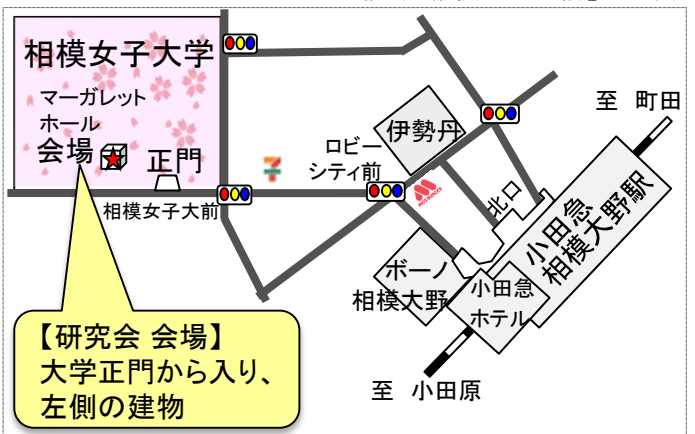 相模女子大学
マーガレット
ホール
会場
正門
相模女子大前
ロビー
シティ前
伊勢丹
MOS BURGER
北口
至 町田
小田急
相模大野駅
ボーノ
相模大野
小田急
ホテル
至 小田原
【研究会 会場】
大学正門から入り、
左側の建物